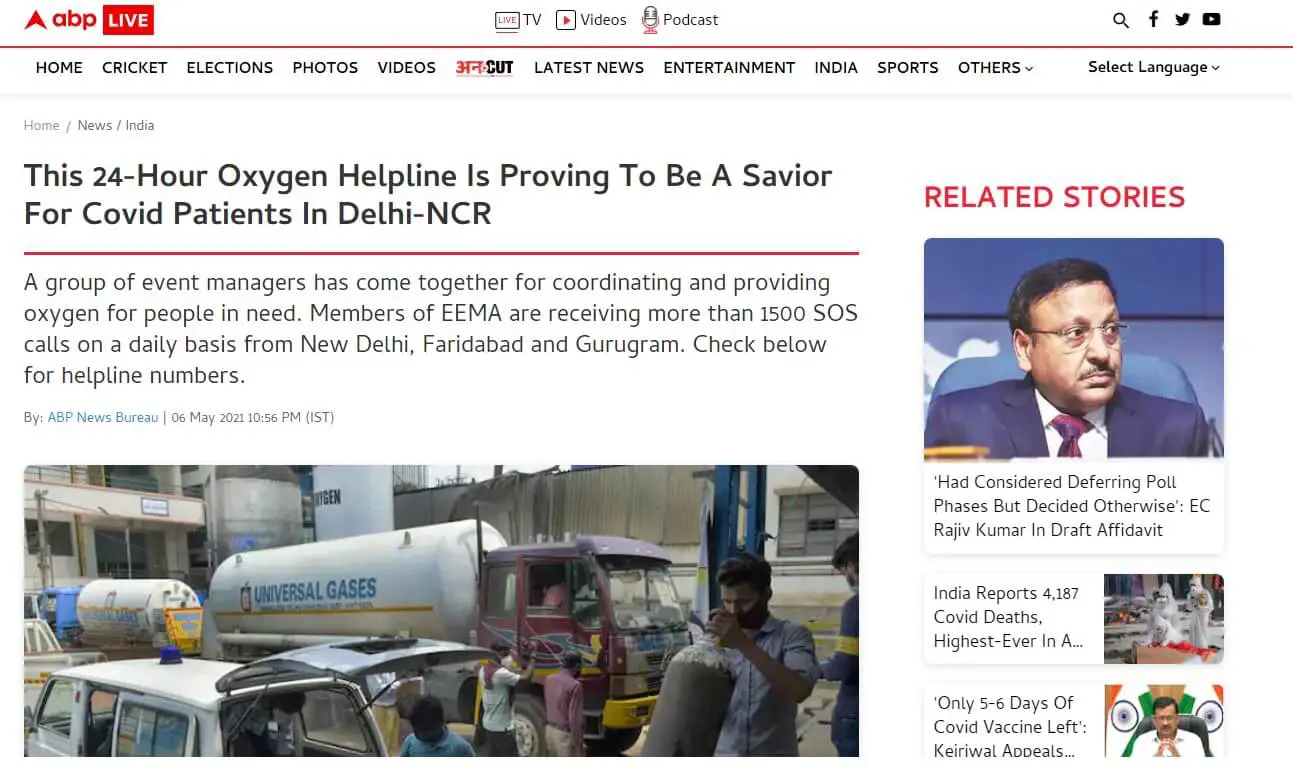 abp LIVE
LIVE TV Videos Podcast
HOME CRICKET ELECTIONS PHOTOS VIDEOS अनCUT LATEST NEWS ENTERTAINMENT INDIA SPORTS OTHERS Select Language
Home / News / India
This 24-Hour Oxygen Helpline Is Proving To Be A Savior
For Covid Patients In Delhi-NCR
A group of event managers has come together for coordinating and providing
oxygen for people in need. Members of EEMA are receiving more than 1500 SOS
calls on a daily basis from New Delhi, Faridabad and Gurugram. Check below
for helpline numbers.
By: ABP News Bureau | 06 May 2021 10:56 PM (IST)
UNIVERSAL GASES
RELATED STORIES
'Had Considered Deferring Poll
Phases But Decided Otherwise': EC
Rajiv Kumar In Draft Affidavit
India Reports 4,187
Covid Deaths,
Highest-Ever In A...
'Only 5-6 Days Of
Covid Vaccine Left':
Kejriwal Appeals...